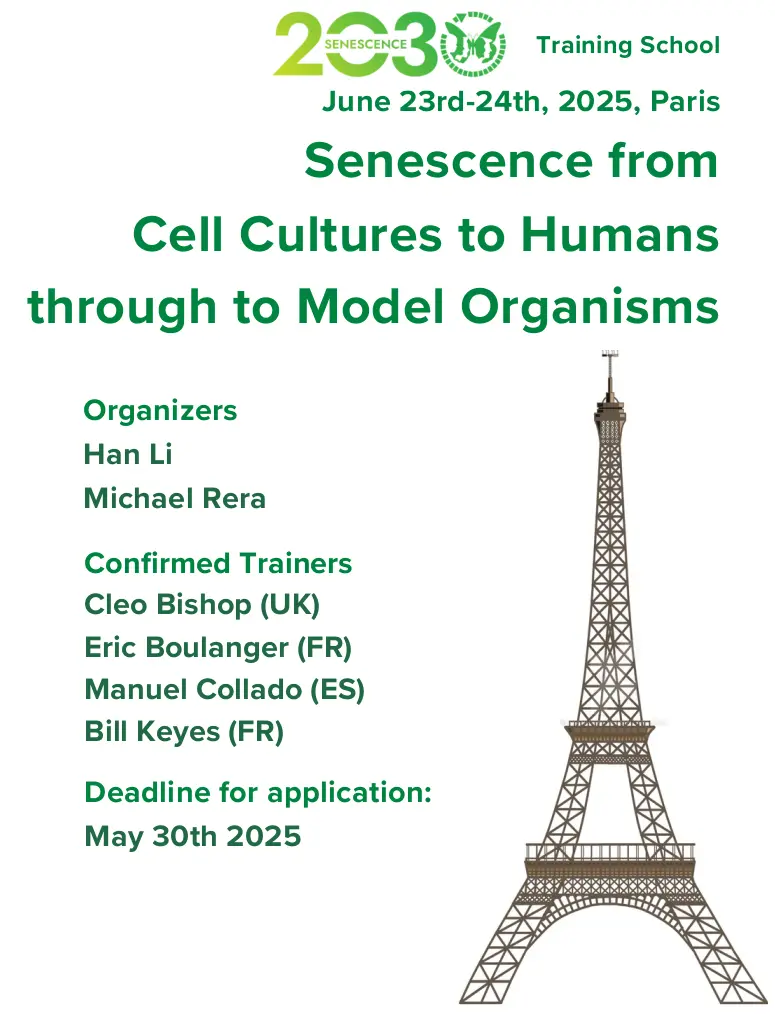 2030
SENESCENCE
Training School
June 23rd-24th, 2025, Paris
Senescence from
Cell Cultures to Humans
through to Model Organisms
Organizers
Han Li
Michael Rera
Confirmed Trainers
Cleo Bishop (UK)
Eric Boulanger (FR)
Manuel Collado (ES)
Bill Keyes (FR)
Deadline for application:
May 30th 2025